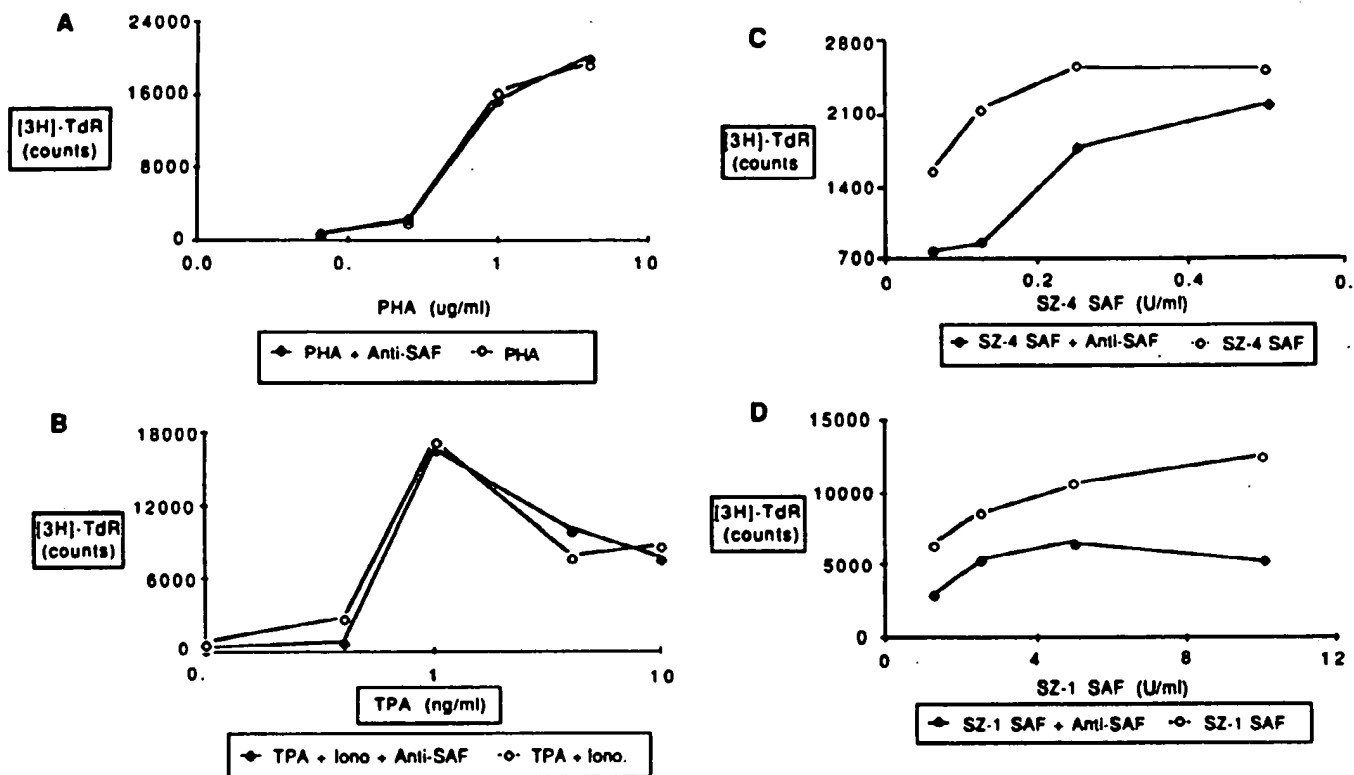 A
24000
16000
8000
0
[3H]-TdR
(counts)
0.0
0.
1
10
PHA (ug/ml)
PHA + Anti-SAF
PHA
B
18000
12000
6000
0
[3H]-TdR
(counts)
0.
1
10
TPA (ng/ml)
TPA + Iono + Anti-SAF
TPA + Iono.
C
2800
2100
1400
700
[3H]-TdR
(counts
0
0.2
0.4
0.
SZ-4 SAF (U/ml)
SZ-4 SAF + Anti-SAF
SZ-4 SAF
D
15000
10000
5000
0
[3H]-TdR
(counts)
0
4
8
12
SZ-1 SAF (U/ml)
SZ-1 SAF + Anti-SAF
SZ-1 SAF